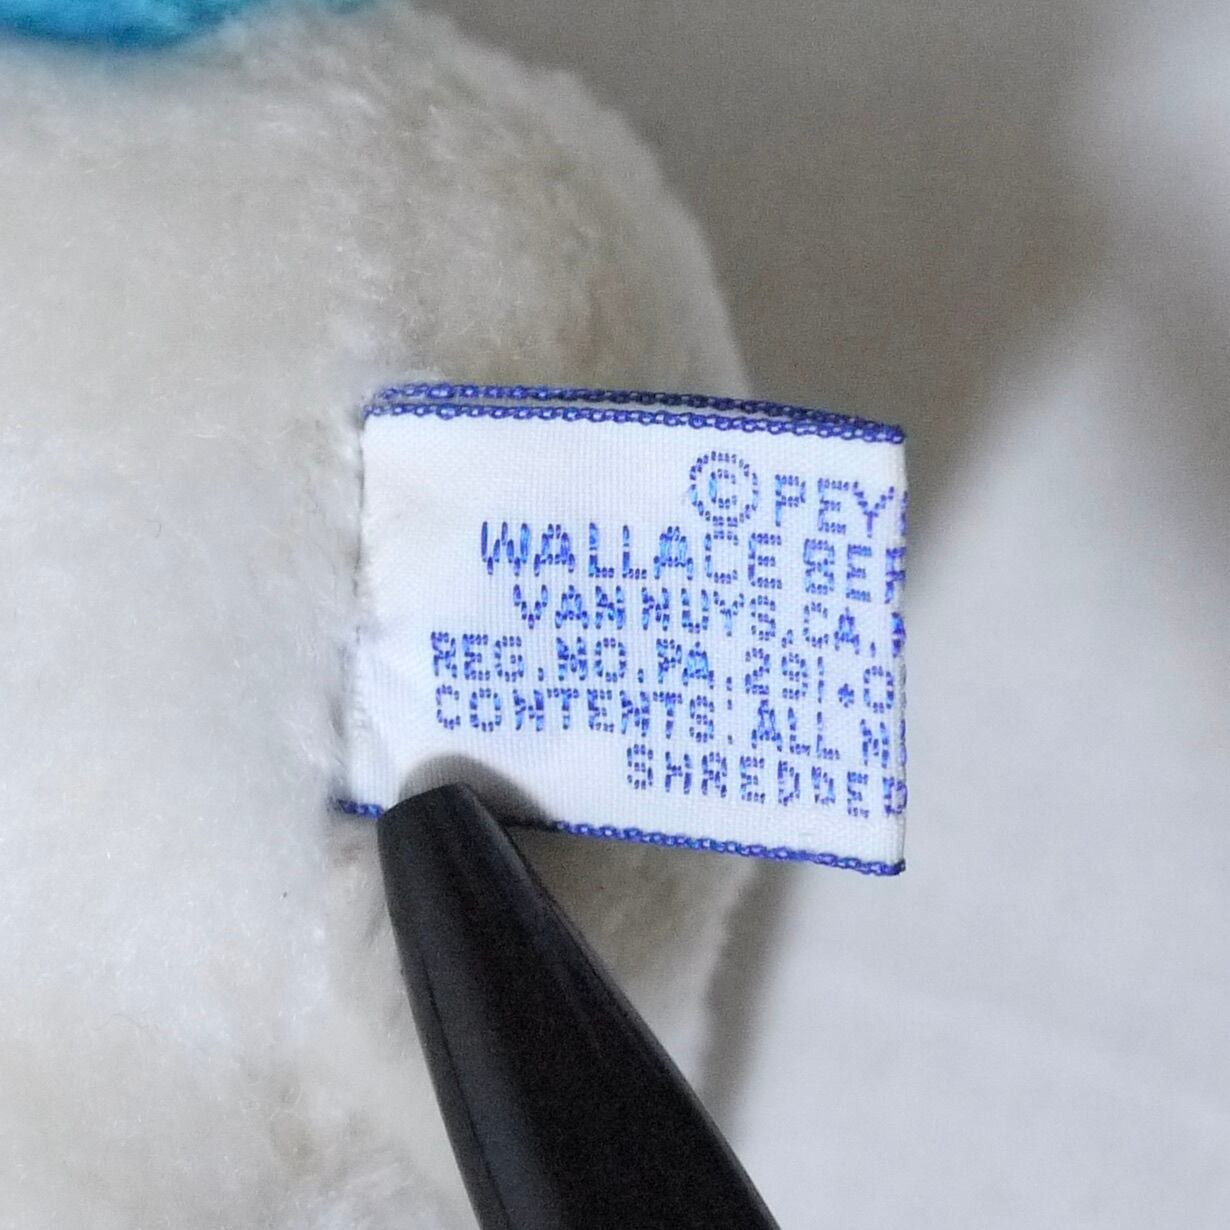 © PEY
WALLACE BER
VAN NUYS, CA.
REG. NO. PA. 291•0
CONTENTS: ALL N
SHREDDED